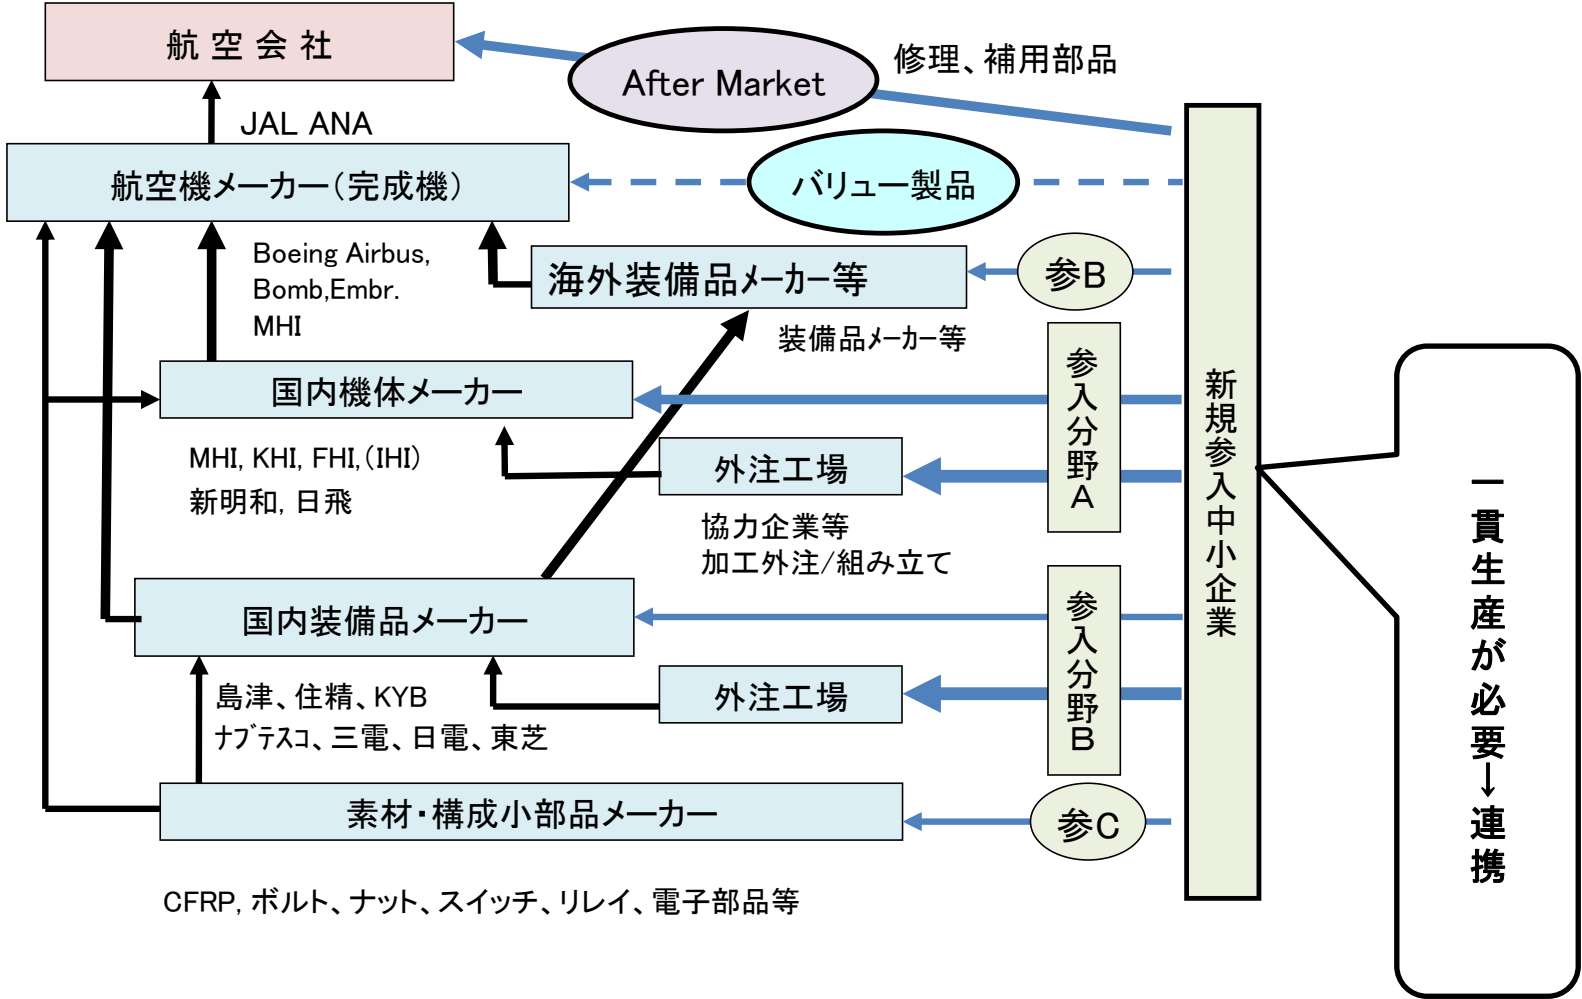 航 空 会 社
After Market
修理、補用部品
JAL ANA
航空機メーカー(完成機)
バリュー製品
Boeing Airbus,
Bomb,Embr.
MHI
海外装備品ﾒｰｶｰ等
参B
装備品ﾒｰｶｰ等
国内機体メーカー
MHI, KHI, FHI,(IHI)
新明和, 日飛
外注工場
協力企業等
加工外注/組み立て
参入分野A
国内装備品メーカー
島津、住精、KYB
ﾅﾌﾞﾃｽｺ、三電、日電、東芝
外注工場
参入分野B
素材・構成小部品メーカー
参C
CFRP, ボルト、ナット、スイッチ、リレイ、電子部品等
新規参入中小企業
一貫生産が必要→連携